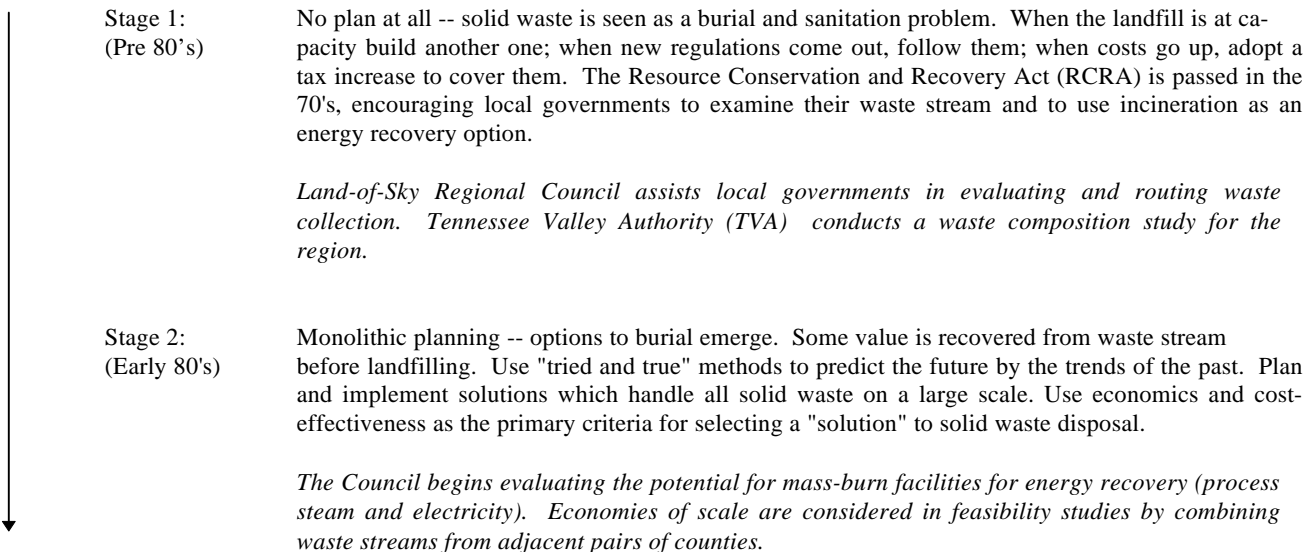 Stage 1: No plan at all -- solid waste is seen as a burial and sanitation problem. When the landfill is at ca-
(Pre 80’s) pacity build another one; when new regulations come out, follow them; when costs go up, adopt a
tax increase to cover them. The Resource Conservation and Recovery Act (RCRA) is passed in the
70's, encouraging local governments to examine their waste stream and to use incineration as an
energy recovery option.
Land-of-Sky Regional Council assists local governments in evaluating and routing waste
collection. Tennessee Valley Authority (TVA) conducts a waste composition study for the
region.
Stage 2: Monolithic planning -- options to burial emerge. Some value is recovered from waste stream
(Early 80's) before landfilling. Use "tried and true" methods to predict the future by the trends of the past. Plan
and implement solutions which handle all solid waste on a large scale. Use economics and cost-
effectiveness as the primary criteria for selecting a "solution" to solid waste disposal.
The Council begins evaluating the potential for mass-burn facilities for energy recovery (process
steam and electricity). Economies of scale are considered in feasibility studies by combining
waste streams from adjacent pairs of counties.